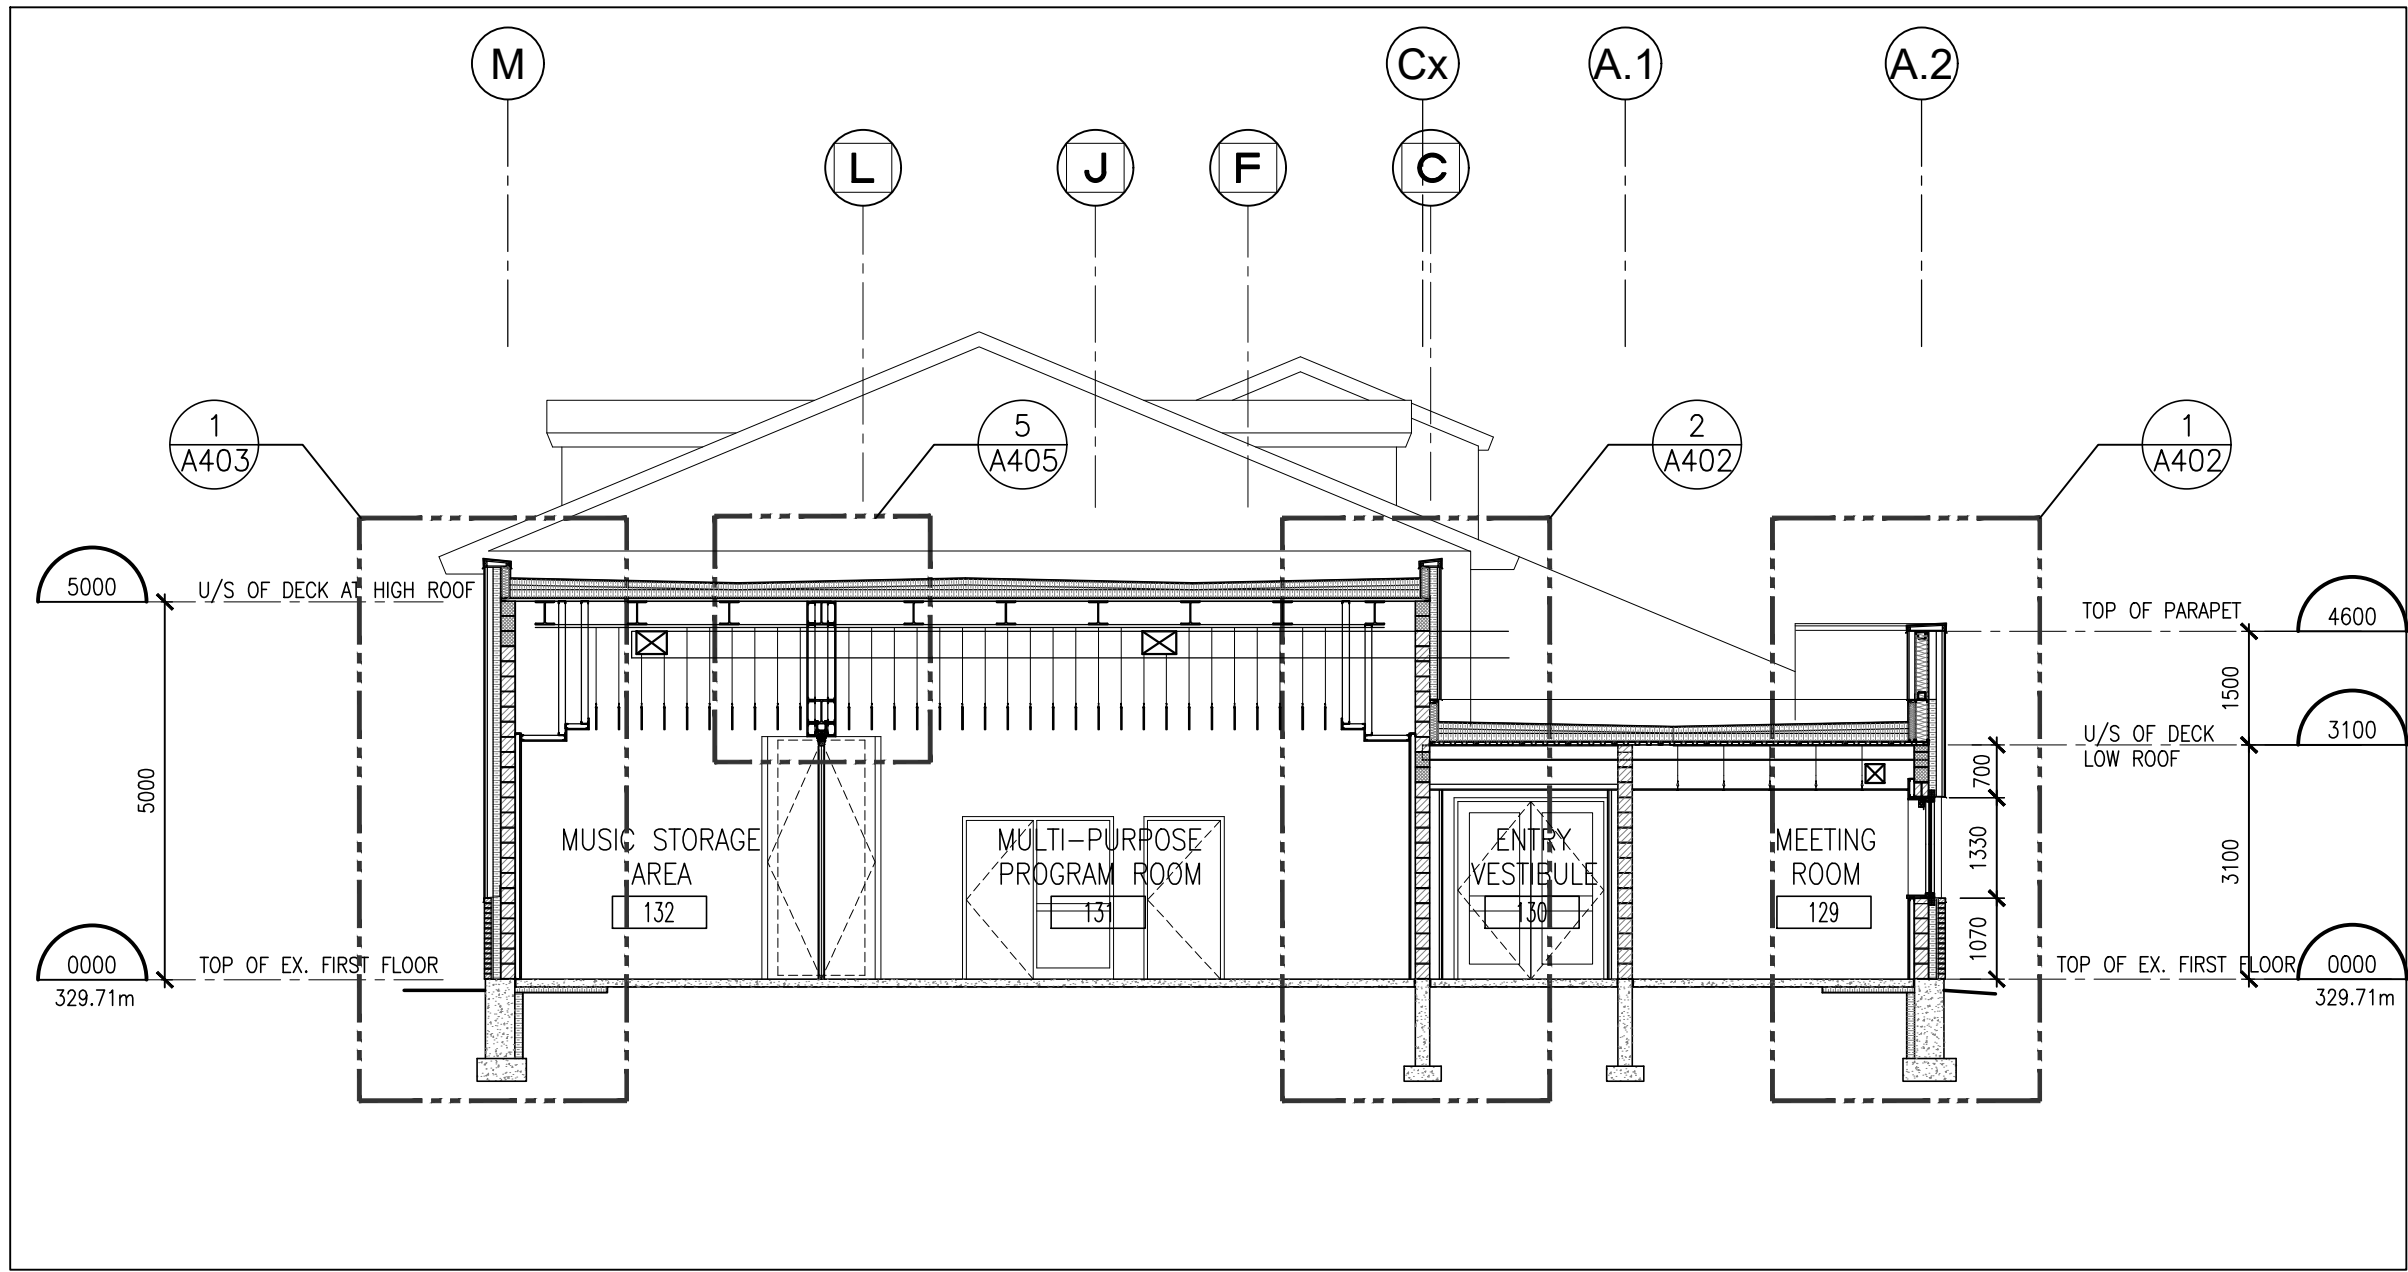 M
Cx
A.1
A.2
L
J
F
C
1
A403
5
A405
2
A402
1
A402
5000
U/S OF DECK AT HIGH ROOF
TOP OF PARAPET
4600
1500
U/S OF DECK
LOW ROOF
3100
700
5000
MUSIC STORAGE
AREA
132
MULTI-PURPOSE
PROGRAM ROOM
131
ENTRY
VESTIBULE
130
MEETING
ROOM
129
1330
3100
1070
0000
TOP OF EX. FIRST FLOOR
329.71m
TOP OF EX. FIRST FLOOR
0000
329.71m